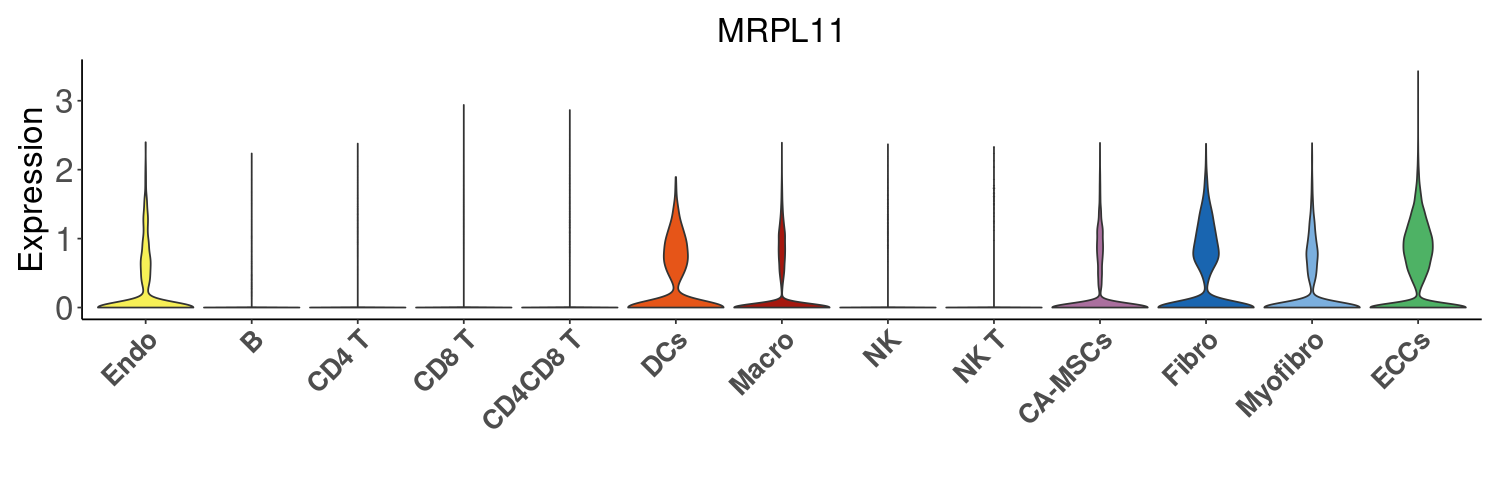 MRPL11
Expression
3
2
1
0
Endo
B
CD4 T
CD8 T
CD4CD8 T
DCs
Macro
NK
NK T
CA-MSCs
Fibro
Myofibro
ECCs